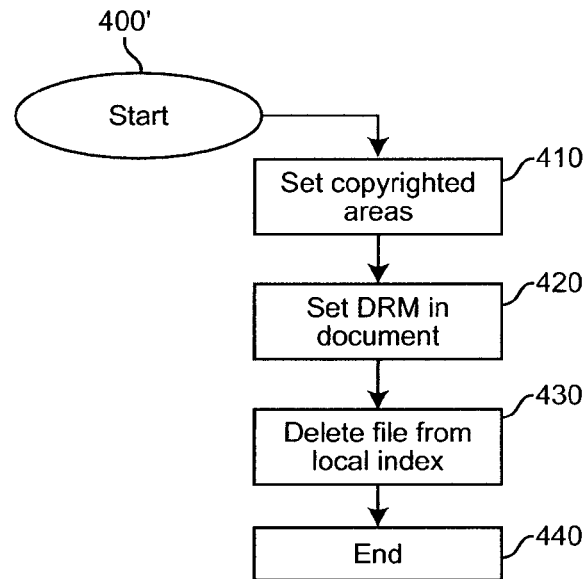 400'
Start
410
Set copyrighted
areas
420
Set DRM in
document
430
Delete file from
local index
End
440